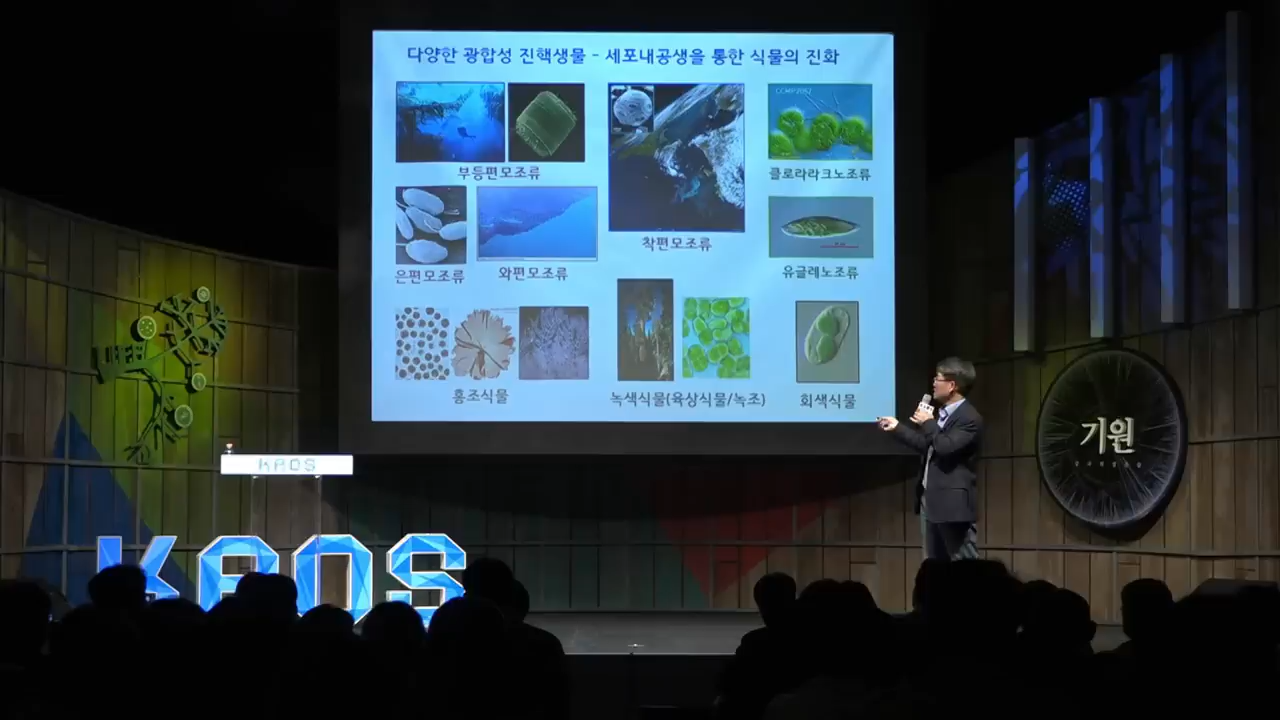 다양한 광합성 진핵생물 - 세포내공생을 통한 식물의 진화
CCMP2057
부등편모조류
클로라라크노조류
착편모조류
은편모조류
와편모조류
유글레노조류
홍조식물
녹색식물(육상식물/녹조)
회색식물
기원
KAOS
KAOS